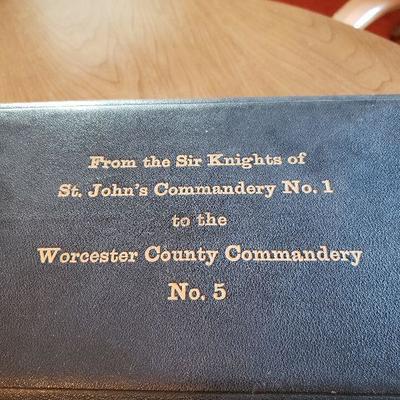 From the Sir Knights of
St. John's Commandery No. 1
to the
Worcester County Commandery
No. 5